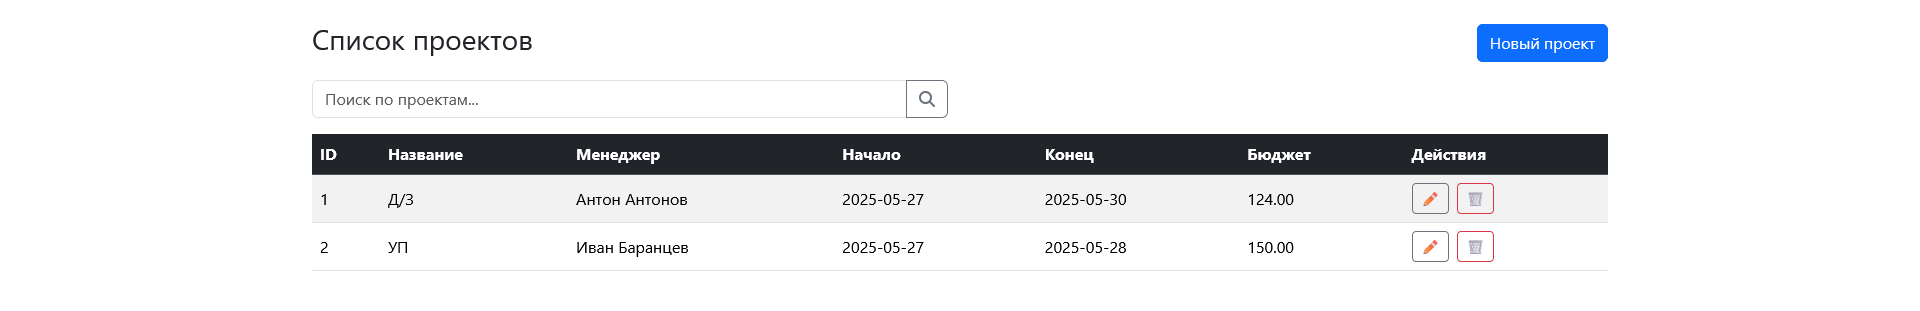 Список проектов
Новый проект
Поиск по проектам...
ID Название Менеджер Начало Конец Бюджет Действия
1 Д/З Антон Антонов 2025-05-27 2025-05-30 124.00
2 УП Иван Баранцев 2025-05-27 2025-05-28 150.00